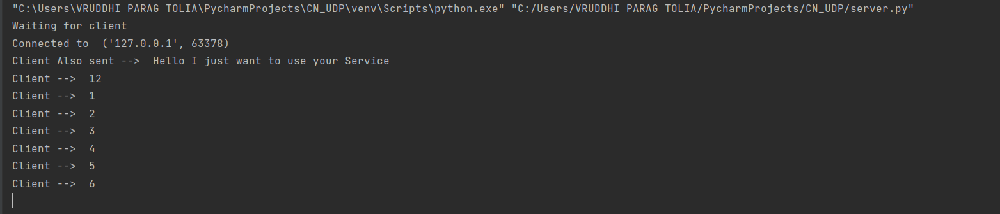 "C:\Users\VRUDDHI PARAG TOLIA\PycharmProjects\CN_UDP\venv\Scripts\python.exe" "C:/Users/VRUDDHI PARAG TOLIA/PycharmProjects/CN_UDP/server.py"
Waiting for client
Connected to  ('127.0.0.1', 63378)
Client Also sent -->  Hello I just want to use your Service
Client -->  12
Client -->  1
Client -->  2
Client -->  3
Client -->  4
Client -->  5
Client -->  6